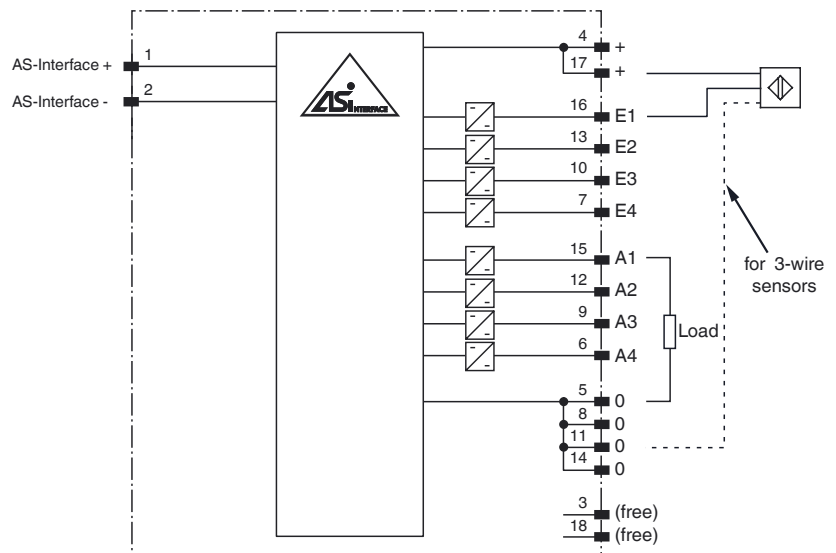 AS-Interface +
1
AS-Interface -
2
ASi INTERFACE
4 +
17 +
16 E1
13 E2
10 E3
7 E4
15 A1
12 A2
9 A3
6 A4
Load
for 3-wire
sensors
5 0
8 0
11 0
14 0
3 (free)
18 (free)